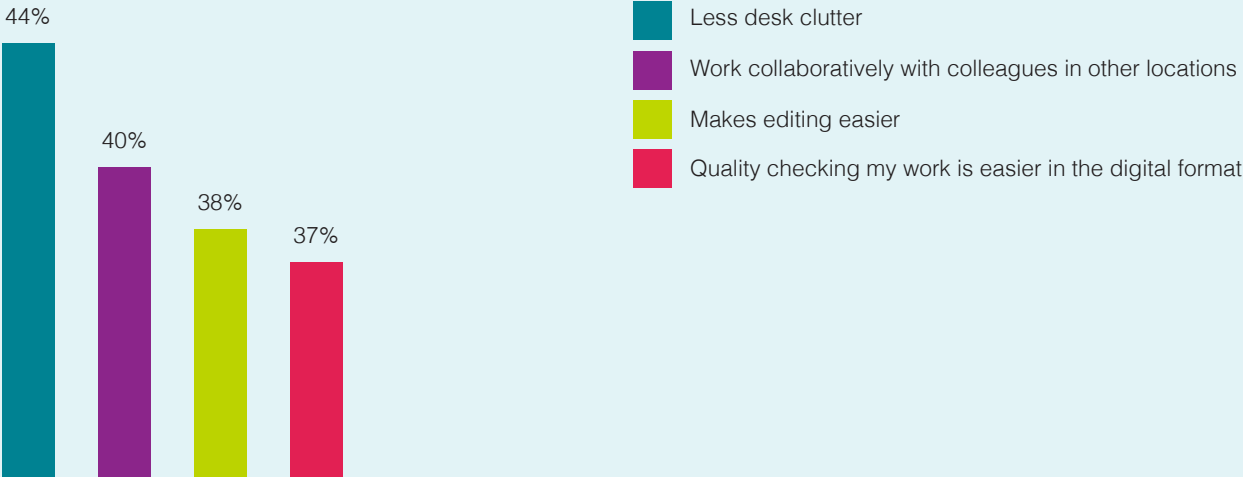 44%
40%
38%
37%
Less desk clutter
Work collaboratively with colleagues in other locations
Makes editing easier
Quality checking my work is easier in the digital format